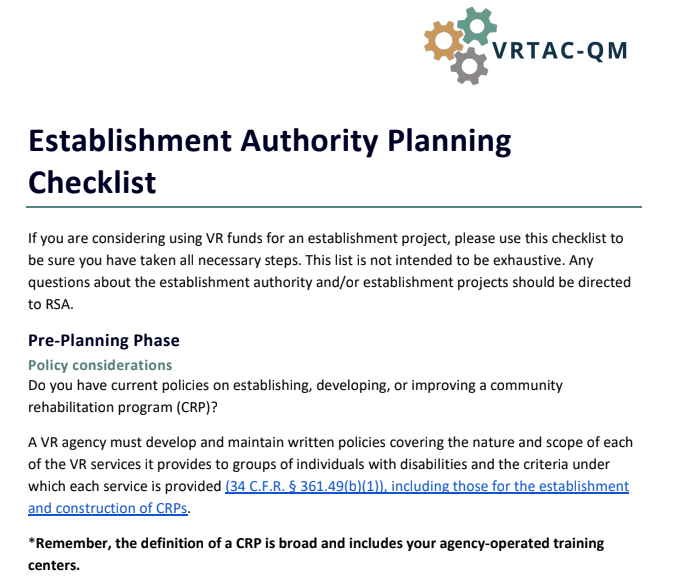 VRTAC-QM
Establishment Authority Planning
Checklist
If you are considering using VR funds for an establishment project, please use this checklist to
be sure you have taken all necessary steps. This list is not intended to be exhaustive. Any
questions about the establishment authority and/or establishment projects should be directed
to RSA.
Pre-Planning Phase
Policy considerations
Do you have current policies on establishing, developing, or improving a community
rehabilitation program (CRP)?
A VR agency must develop and maintain written policies covering the nature and scope of each
of the VR services it provides to groups of individuals with disabilities and the criteria under
which each service is provided (34 C.F.R. § 361.49(b)(1)), including those for the establishment
and construction of CRPs.
*Remember, the definition of a CRP is broad and includes your agency-operated training
centers.